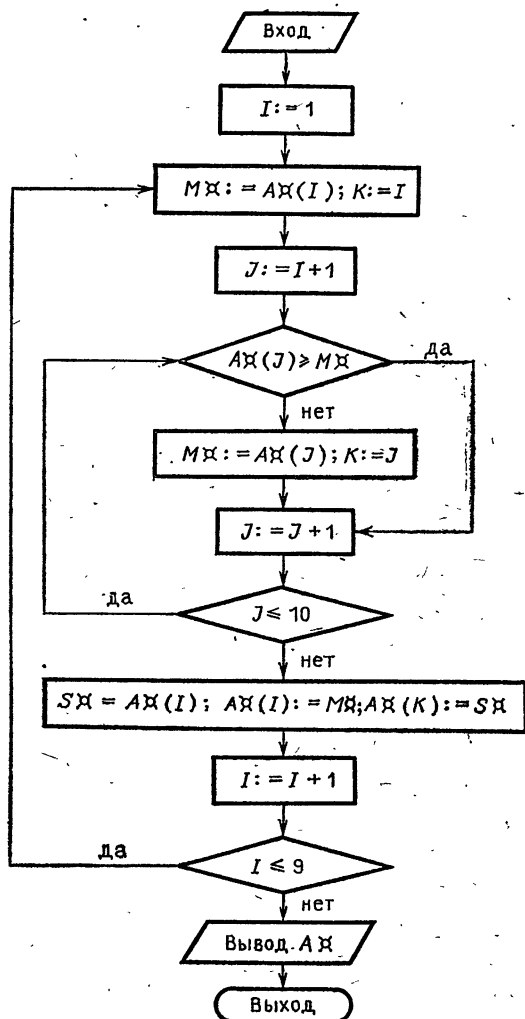 Вход
I:=1
M¤:=A¤(I); K:=I
J:=I+1
A¤(J)⩾M¤
да
нет
M¤:=A¤(J); K:=J
J:=J+1
да
J⩽10
нет
S¤=A¤(I); A¤(I):=M¤;A¤(K):=S¤
I:=I+1
да
I⩽9
нет
Вывод A¤
Выход